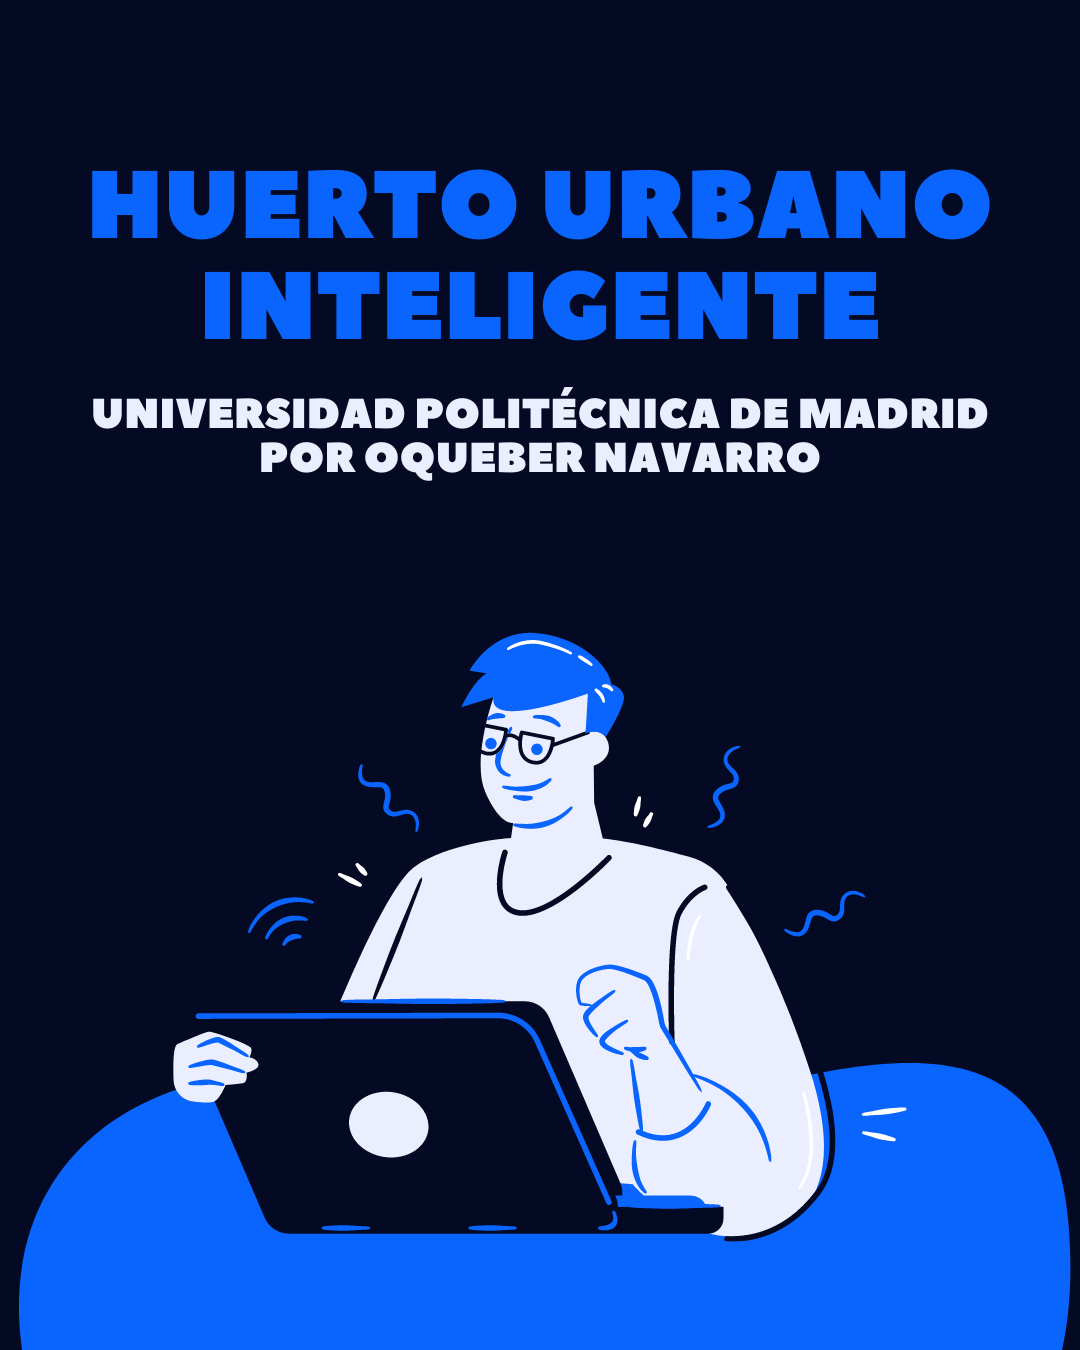 HUERTO URBANO
INTELIGENTE
UNIVERSIDAD POLITÉCNICA DE MADRID
POR OQUEBER NAVARRO